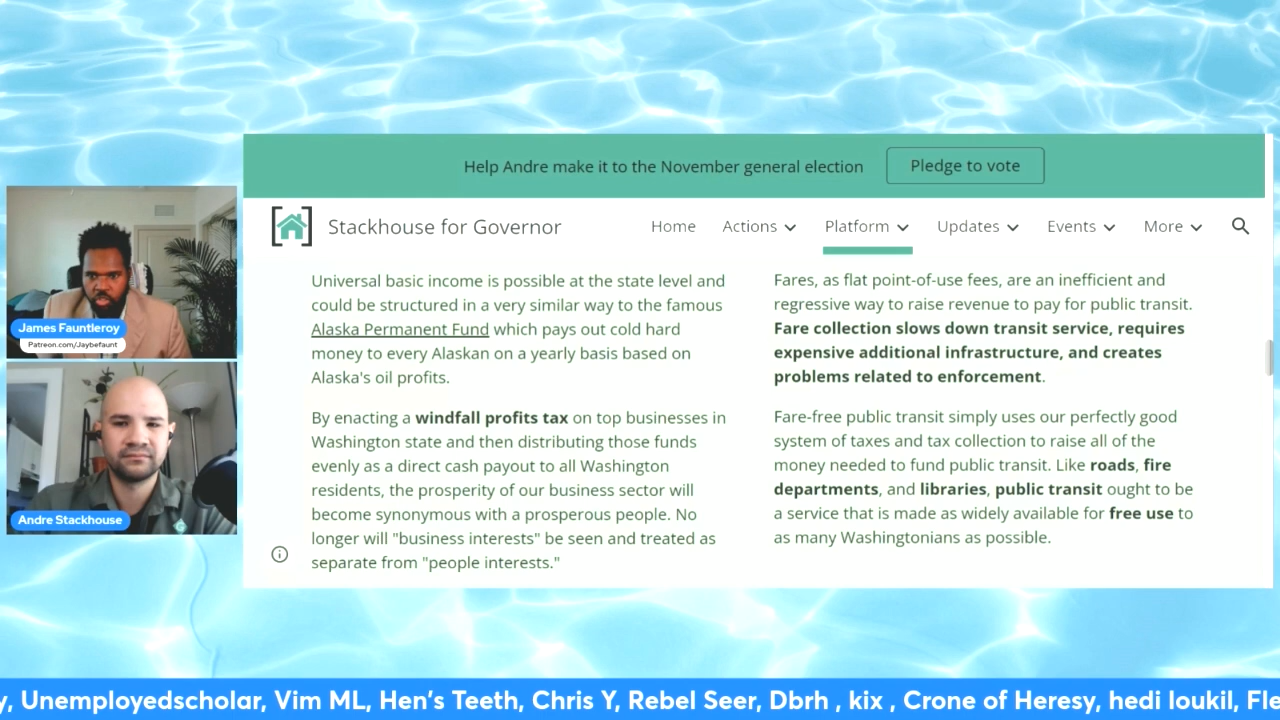 Help Andre make it to the November general election
Pledge to vote
Stackhouse for Governor
Home
Actions
Platform
Updates
Events
More
James Fauntleroy
Patreon.com/Jaybefaunt
Andre Stackhouse
Universal basic income is possible at the state level and
could be structured in a very similar way to the famous
Alaska Permanent Fund which pays out cold hard
money to every Alaskan on a yearly basis based on
Alaska's oil profits.
By enacting a windfall profits tax on top businesses in
Washington state and then distributing those funds
evenly as a direct cash payout to all Washington
residents, the prosperity of our business sector will
become synonymous with a prosperous people. No
longer will "business interests" be seen and treated as
separate from "people interests."
Fares, as flat point-of-use fees, are an inefficient and
regressive way to raise revenue to pay for public transit.
Fare collection slows down transit service, requires
expensive additional infrastructure, and creates
problems related to enforcement.
Fare-free public transit simply uses our perfectly good
system of taxes and tax collection to raise all of the
money needed to fund public transit. Like roads, fire
departments, and libraries, public transit ought to be
a service that is made as widely available for free use to
as many Washingtonians as possible.
y, Unemployedscholar, Vim ML, Hen's Teeth, Chris Y, Rebel Seer, Dbrh , kix , Crone of Heresy, hedi loukil, Fle